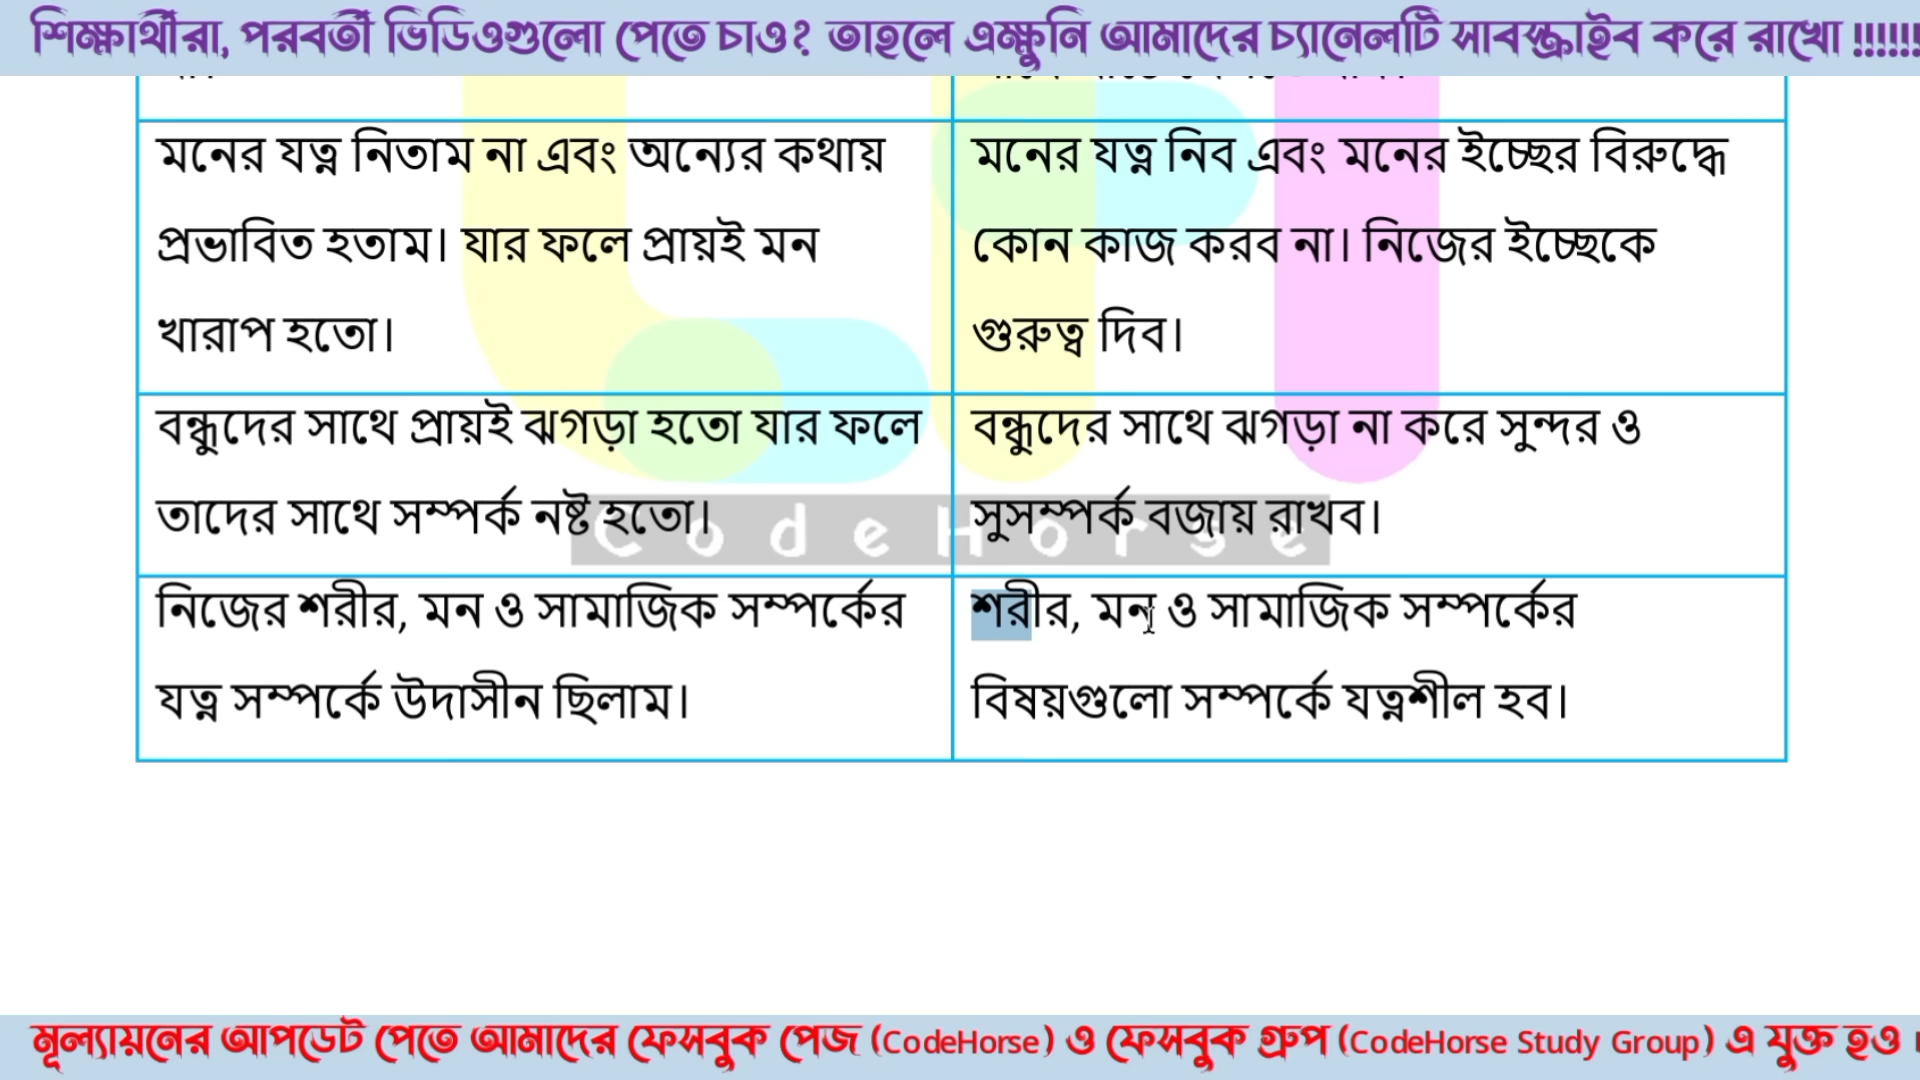 শিক্ষার্থীরা, পরবর্তী ভিডিওগুলো পেতে চাও? তাহলে এক্ষুনি আমাদের চ্যানেলটি সাবস্ক্রাইব করে রাখো !!!!!!
মনের যত্ন নিতাম না এবং অন্যের কথায়
প্রভাবিত হতাম। যার ফলে প্রায়ই মন
খারাপ হতো।
মনের যত্ন নিব এবং মনের ইচ্ছের বিরুদ্ধে
কোন কাজ করব না। নিজের ইচ্ছেকে
গুরুত্ব দিব।
বন্ধুদের সাথে প্রায়ই ঝগড়া হতো যার ফলে
তাদের সাথে সম্পর্ক নষ্ট হতো।
বন্ধুদের সাথে ঝগড়া না করে সুন্দর ও
সুসম্পর্ক বজায় রাখব।
CodeHorse
নিজের শরীর, মন ও সামাজিক সম্পর্কের
যত্ন সম্পর্কে উদাসীন ছিলাম।
শরীর, মন ও সামাজিক সম্পর্কের
বিষয়গুলো সম্পর্কে যত্নশীল হব।
মূল্যায়নের আপডেট পেতে আমাদের ফেসবুক পেজ (CodeHorse) ও ফেসবুক গ্রুপ (CodeHorse Study Group) এ যুক্ত হও